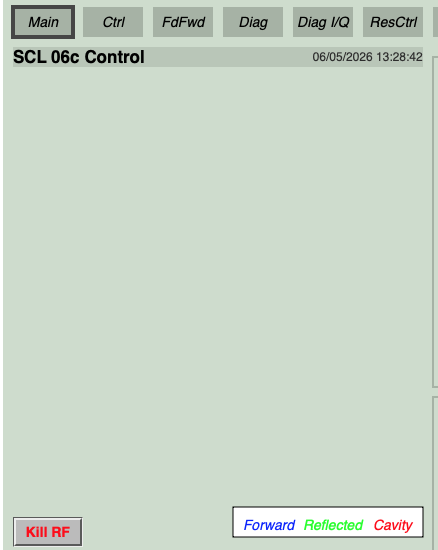 Main Ctrl FdFwd Diag Diag I/Q ResCtrl
SCL 06c Control 06/05/2026 13:28:42
Kill RF
Forward Reflected Cavity